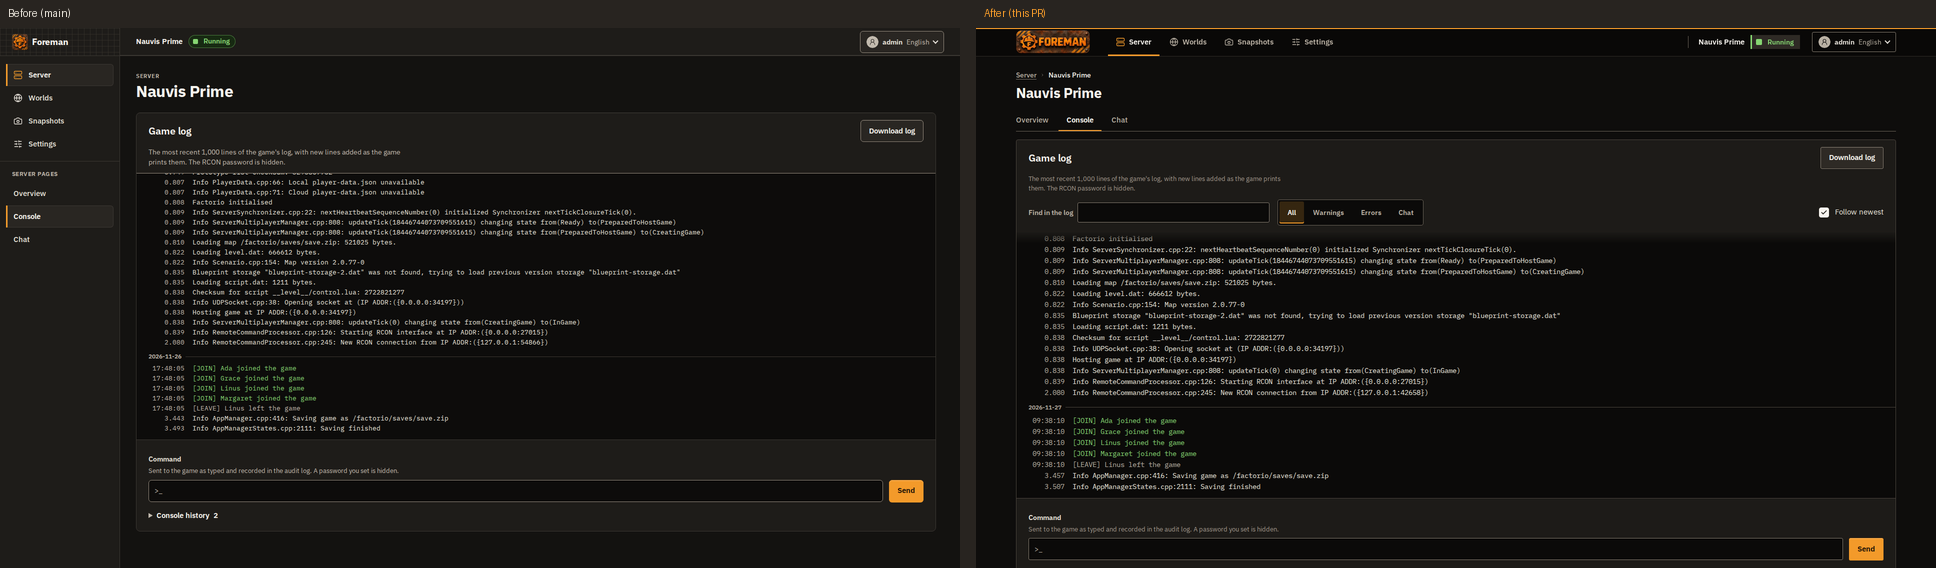 Before (main)
Foreman
Nauvis Prime
Running
admin English
Server
Worlds
Snapshots
Settings
SERVER PAGES
Overview
Console
Chat
SERVER
Nauvis Prime
Game log
Download log
The most recent 1,000 lines of the game's log, with new lines added as the game
prints them. The RCON password is hidden.
0.807 Info PlayerData.cpp:66: Local player-data.json unavailable
0.807 Info PlayerData.cpp:71: Cloud player-data.json unavailable
0.808 Factorio initialised
0.809 Info ServerSynchronizer.cpp:22: nextHeartbeatSequenceNumber(0) initialized Synchronizer nextTickClosureTick(0).
0.809 Info ServerMultiplayerManager.cpp:808: updateTick(18446744073709551615) changing state from(Ready) to(PreparedToHostGame)
0.809 Info ServerMultiplayerManager.cpp:808: updateTick(18446744073709551615) changing state from(PreparedToHostGame) to(CreatingGame)
0.810 Loading map /factorio/saves/save.zip: 521025 bytes.
0.822 Loading level.dat: 666612 bytes.
0.822 Info Scenario.cpp:154: Map version 2.0.77-0
0.835 Blueprint storage "blueprint-storage-2.dat" was not found, trying to load previous version storage "blueprint-storage.dat"
0.835 Loading script.dat: 1211 bytes.
0.838 Checksum for script __level__/control.lua: 2722821277
0.838 Info UDPSocket.cpp:38: Opening socket at (IP ADDR:({0.0.0.0:34197}))
0.838 Hosting game at IP ADDR:({0.0.0.0:34197})
0.838 Info ServerMultiplayerManager.cpp:808: updateTick(0) changing state from(CreatingGame) to(InGame)
0.839 Info RemoteCommandProcessor.cpp:126: Starting RCON interface at IP ADDR:({0.0.0.0:27015})
2.080 Info RemoteCommandProcessor.cpp:245: New RCON connection from IP ADDR:({127.0.0.1:54866})
2026-11-26
17:48:05 [JOIN] Ada joined the game
17:48:05 [JOIN] Grace joined the game
17:48:05 [JOIN] Linus joined the game
17:48:05 [JOIN] Margaret joined the game
17:48:05 [LEAVE] Linus left the game
3.443 Info AppManager.cpp:416: Saving game as /factorio/saves/save.zip
3.493 Info AppManagerStates.cpp:2111: Saving finished
Command
Sent to the game as typed and recorded in the audit log. A password you set is hidden.
>_
Send
Console history 2
After (this PR)
FOREMAN
Server
Worlds
Snapshots
Settings
Nauvis Prime
Running
admin English
Server
Nauvis Prime
Nauvis Prime
Overview
Console
Chat
Game log
Download log
The most recent 1,000 lines of the game's log, with new lines added as the game prints
them. The RCON password is hidden.
Find in the log
All
Warnings
Errors
Chat
Follow newest
0.808 Factorio initialised
0.809 Info ServerSynchronizer.cpp:22: nextHeartbeatSequenceNumber(0) initialized Synchronizer nextTickClosureTick(0).
0.809 Info ServerMultiplayerManager.cpp:808: updateTick(18446744073709551615) changing state from(Ready) to(PreparedToHostGame)
0.809 Info ServerMultiplayerManager.cpp:808: updateTick(18446744073709551615) changing state from(PreparedToHostGame) to(CreatingGame)
0.810 Loading map /factorio/saves/save.zip: 521025 bytes.
0.822 Loading level.dat: 666612 bytes.
0.822 Info Scenario.cpp:154: Map version 2.0.77-0
0.835 Blueprint storage "blueprint-storage-2.dat" was not found, trying to load previous version storage "blueprint-storage.dat"
0.835 Loading script.dat: 1211 bytes.
0.838 Checksum for script __level__/control.lua: 2722821277
0.838 Info UDPSocket.cpp:38: Opening socket at (IP ADDR:({0.0.0.0:34197}))
0.838 Hosting game at IP ADDR:({0.0.0.0:34197})
0.838 Info ServerMultiplayerManager.cpp:808: updateTick(0) changing state from(CreatingGame) to(InGame)
0.839 Info RemoteCommandProcessor.cpp:126: Starting RCON interface at IP ADDR:({0.0.0.0:27015})
2.080 Info RemoteCommandProcessor.cpp:245: New RCON connection from IP ADDR:({127.0.0.1:42658})
2026-11-27
09:38:10 [JOIN] Ada joined the game
09:38:10 [JOIN] Grace joined the game
09:38:10 [JOIN] Linus joined the game
09:38:10 [JOIN] Margaret joined the game
09:38:10 [LEAVE] Linus left the game
3.457 Info AppManager.cpp:416: Saving game as /factorio/saves/save.zip
3.507 Info AppManagerStates.cpp:2111: Saving finished
Command
Sent to the game as typed and recorded in the audit log. A password you set is hidden.
>_
Send